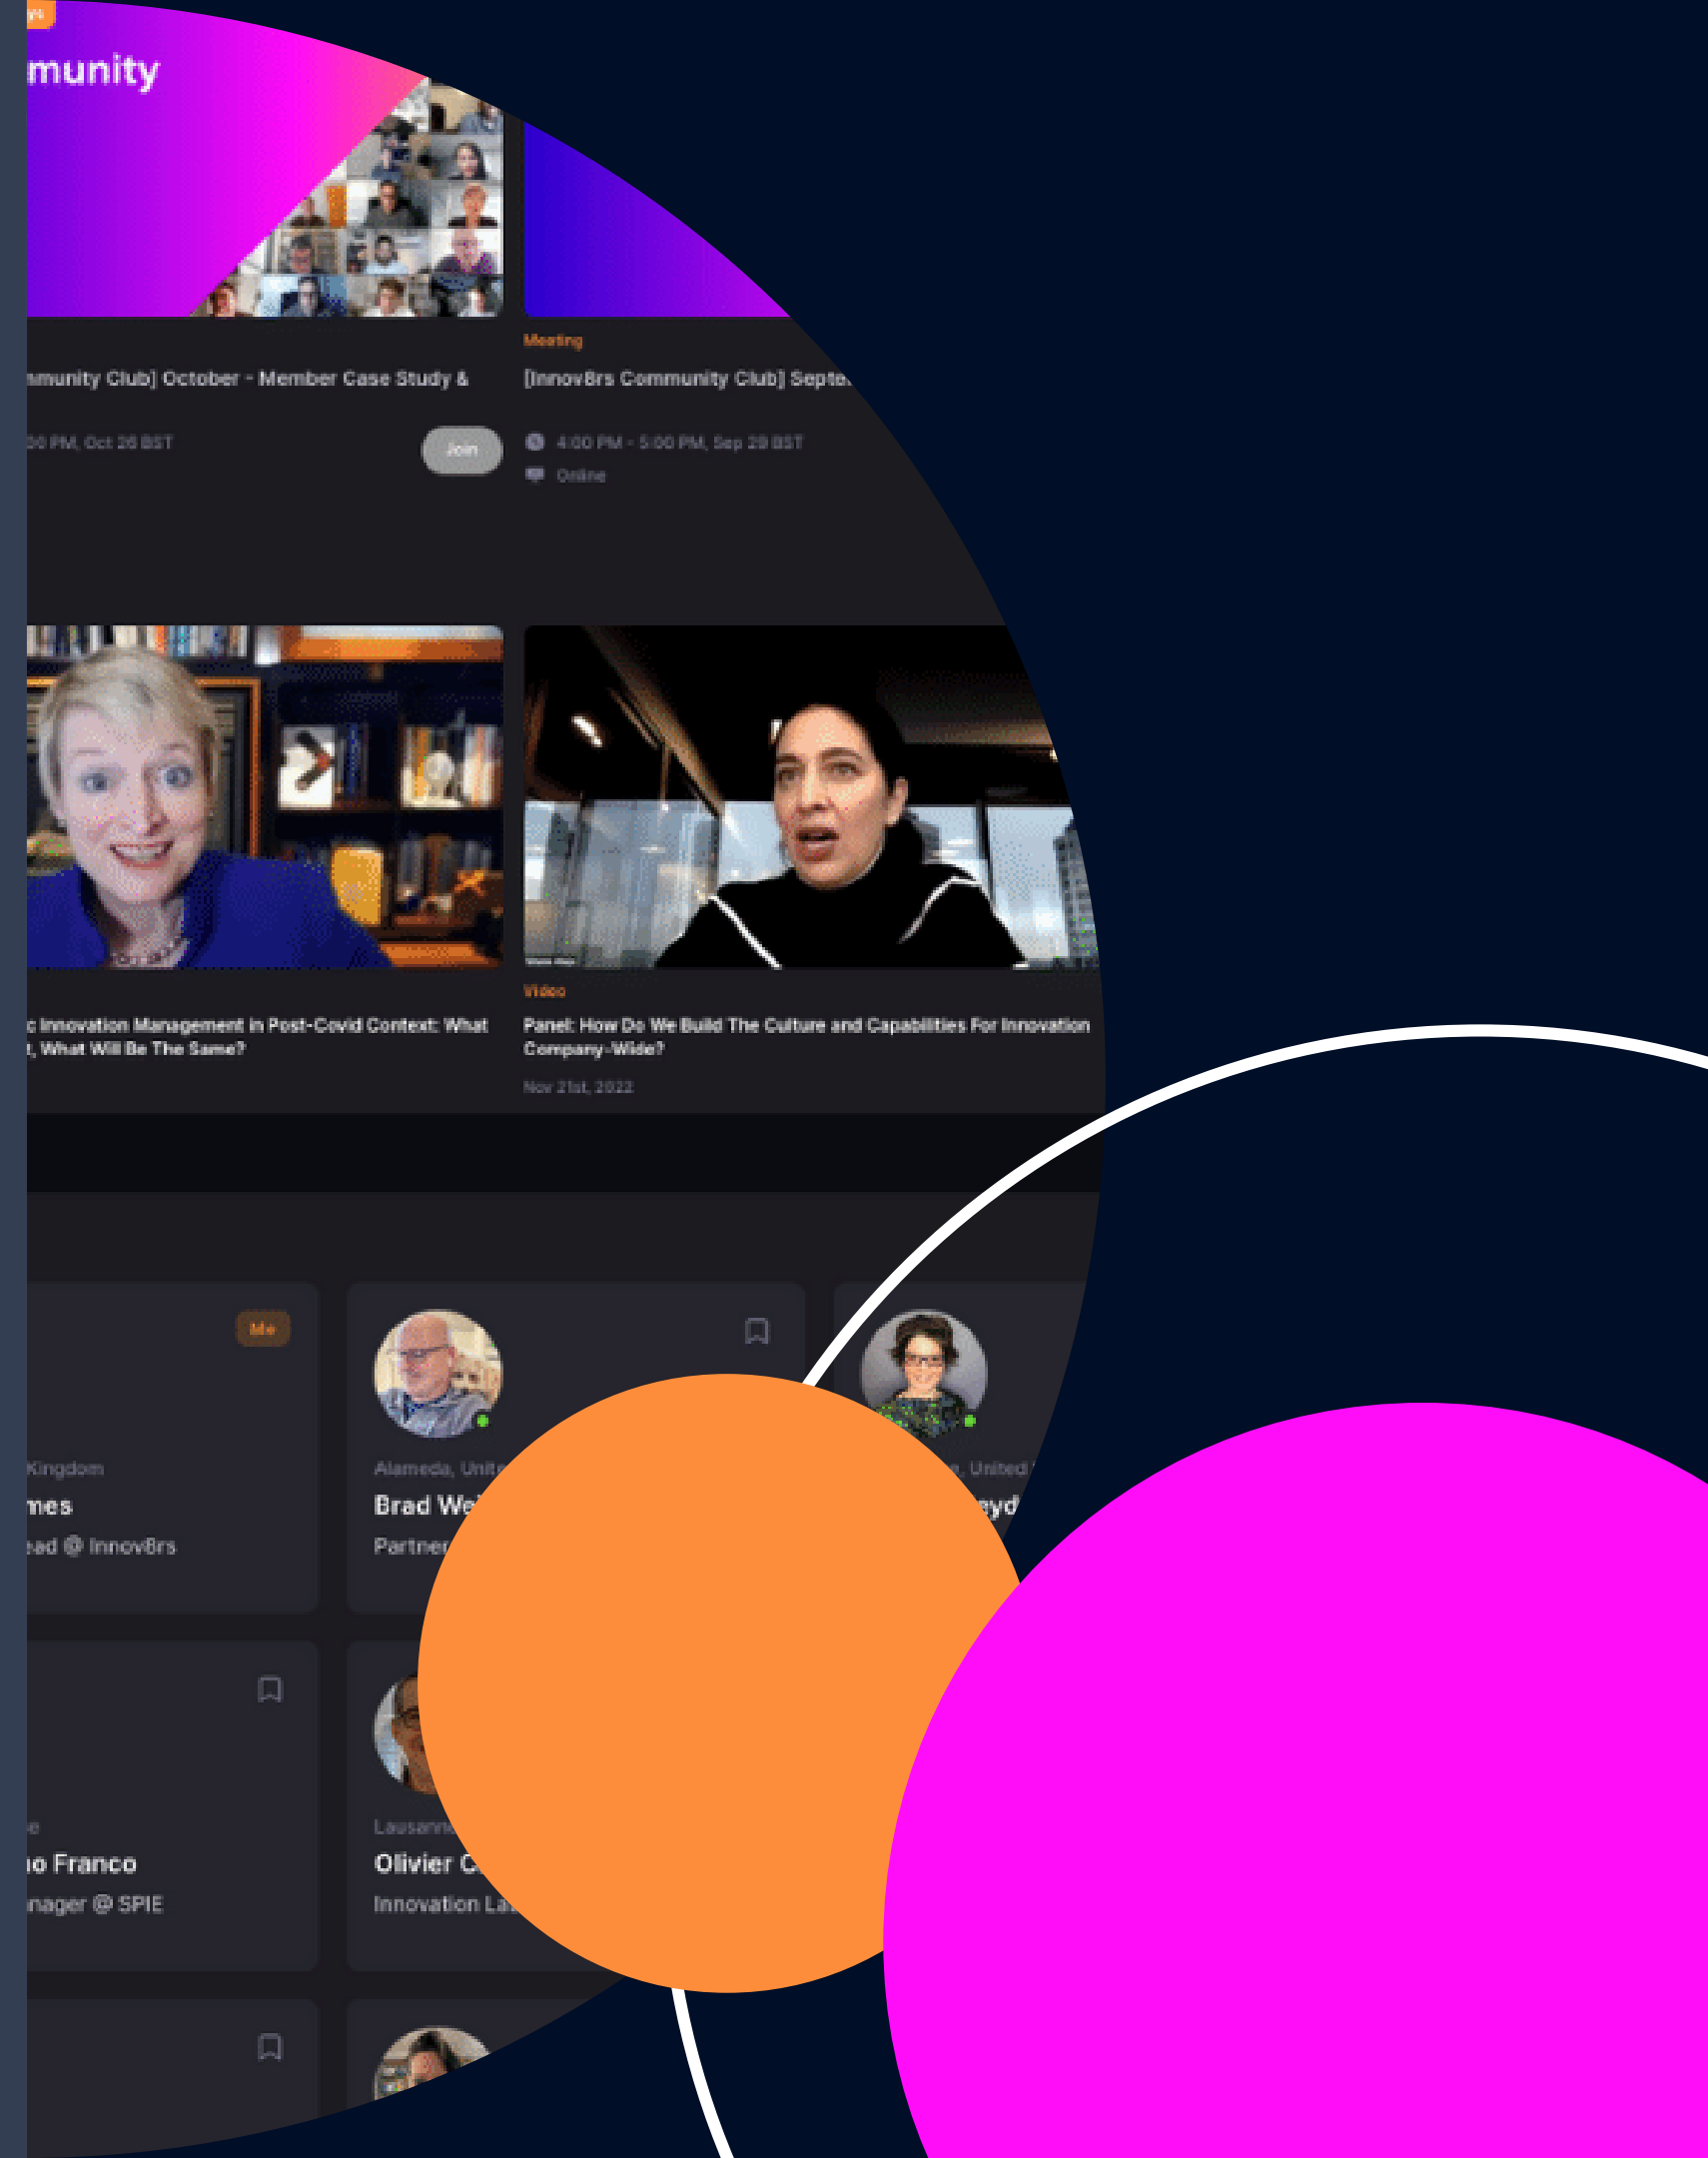 munity
Meeting
mmunity Club] October - Member Case Study &
[Innov8rs Community Club] Septe
00 PM, Oct 26 BST
Join
4:00 PM - 5:00 PM, Sep 29 BST
Online
Video
c Innovation Management in Post-Covid Context: What
, What Will Be The Same?
Panel: How Do We Build The Culture and Capabilities For Innovation
Company-Wide?
Nov 21st, 2022
Me
Kingdom
mes
ead @ Innov8rs
Alameda, Unite
Brad We
Partner
, United
eyd
e
no Franco
nager @ SPIE
Lausanne
Olivier C
Innovation La